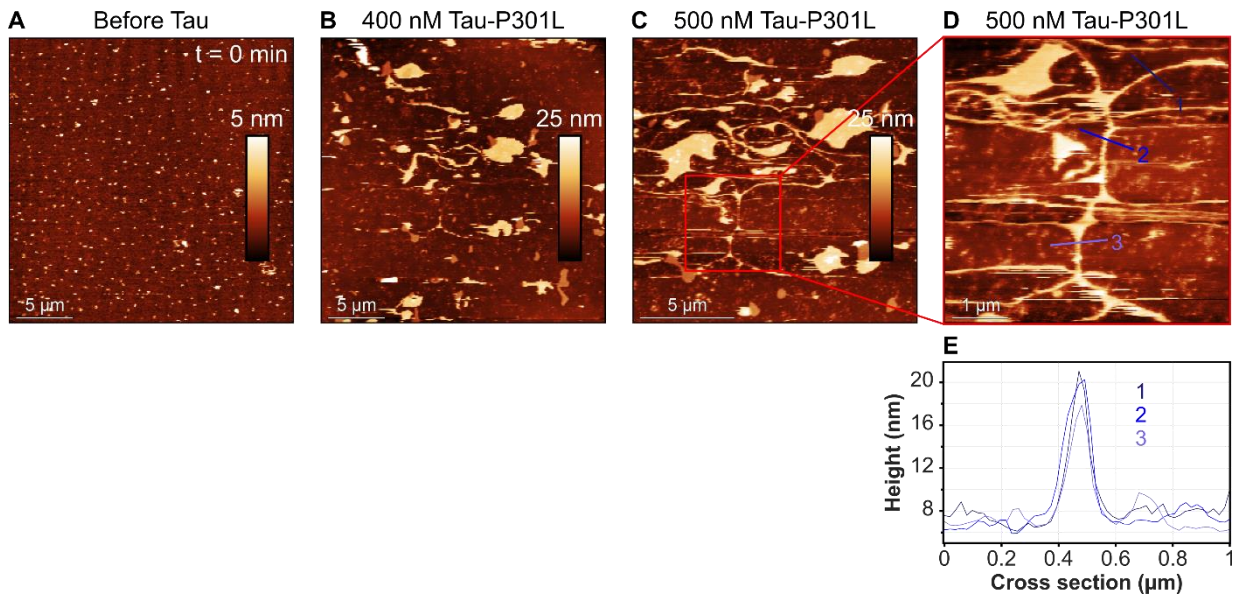 A Before Tau
t = 0 min
5 nm
5 µm
B 400 nM Tau-P301L
25 nm
5 µm
C 500 nM Tau-P301L
25 nm
5 µm
D 500 nM Tau-P301L
1
2
3
1 µm
E
Height (nm)
20
16
12
8
1
2
3
0 0.2 0.4 0.6 0.8 1
Cross section (µm)